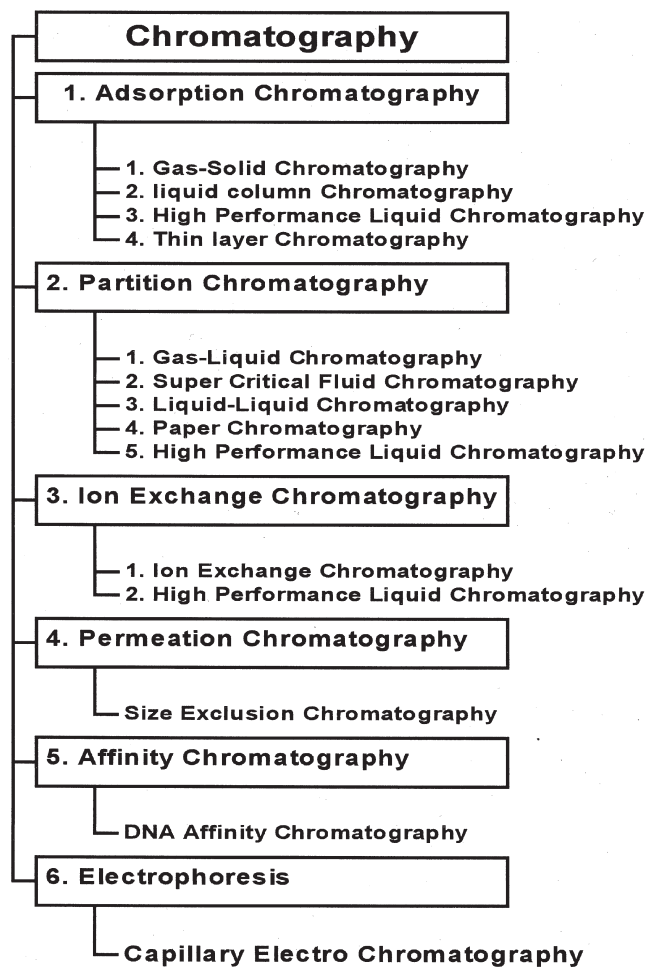 Chromatography
1. Adsorption Chromatography
1. Gas-Solid Chromatography
2. liquid column Chromatography
3. High Performance Liquid Chromatography
4. Thin layer Chromatography
2. Partition Chromatography
1. Gas-Liquid Chromatography
2. Super Critical Fluid Chromatography
3. Liquid-Liquid Chromatography
4. Paper Chromatography
5. High Performance Liquid Chromatography
3. Ion Exchange Chromatography
1. Ion Exchange Chromatography
2. High Performance Liquid Chromatography
4. Permeation Chromatography
Size Exclusion Chromatography
5. Affinity Chromatography
DNA Affinity Chromatography
6. Electrophoresis
Capillary Electro Chromatography